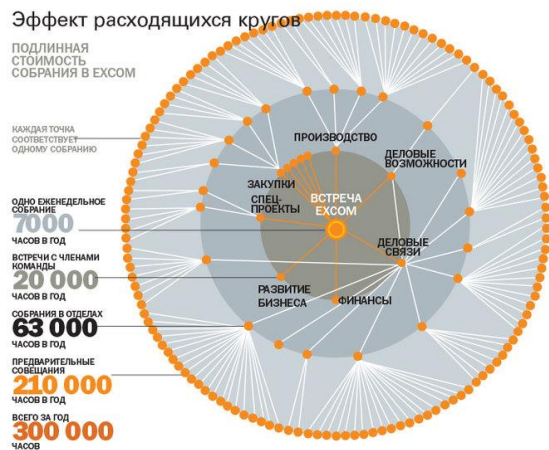 Эффект расходящихся кругов
ПОДЛИННАЯ
СТОИМОСТЬ
СОБРАНИЯ В EXCOM
КАЖДАЯ ТОЧКА
СООТВЕТСТВУЕТ
ОДНОМУ СОБРАНИЮ
ОДНО ЕЖЕНЕДЕЛЬНОЕ
СОБРАНИЕ
7000
ЧАСОВ В ГОД
ВСТРЕЧИ С ЧЛЕНАМИ
КОМАНДЫ
20 000
ЧАСОВ В ГОД
СОБРАНИЯ В ОТДЕЛАХ
63 000
ЧАСОВ В ГОД
ПРЕДВАРИТЕЛЬНЫЕ
СОВЕЩАНИЯ
210 000
ЧАСОВ В ГОД
ВСЕГО ЗА ГОД
300 000
ЧАСОВ
ПРОИЗВОДСТВО
ДЕЛОВЫЕ
ВОЗМОЖНОСТИ
ЗАКУПКИ
СПЕЦ-
ПРОЕКТЫ
ВСТРЕЧА
EXCOM
ДЕЛОВЫЕ
СВЯЗИ
РАЗВИТИЕ
БИЗНЕСА
ФИНАНСЫ